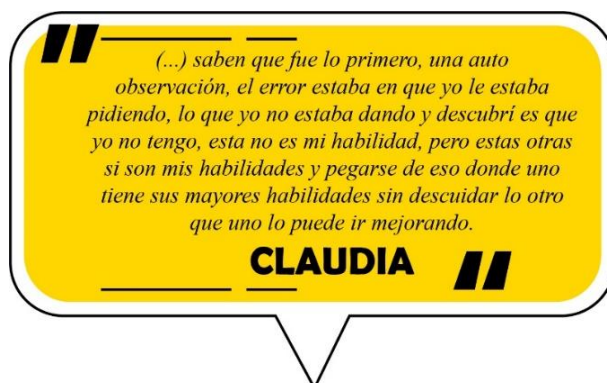 (...) saben que fue lo primero, una auto
observación, el error estaba en que yo le estaba
pidiendo, lo que yo no estaba dando y descubrí es que
yo no tengo, esta no es mi habilidad, pero estas otras
si son mis habilidades y pegarse de eso donde uno
tiene sus mayores habilidades sin descuidar lo otro
que uno lo puede ir mejorando.
CLAUDIA